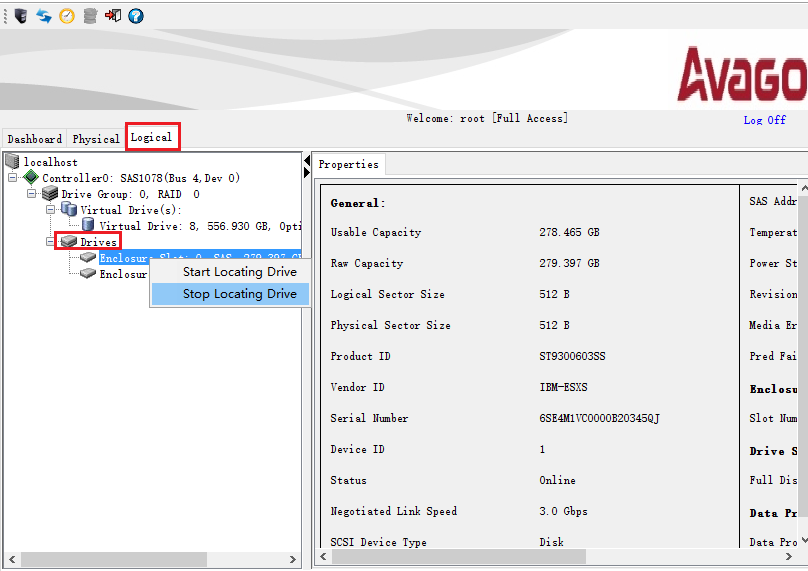 AVAGO
Welcome: root [Full Access]
Log Off
Dashboard Physical Logical
localhost
Controller0: SAS1078(Bus 4,Dev 0)
Drive Group: 0, RAID 0
Virtual Drive(s):
Virtual Drive: 8, 556.930 GB, Opti
Drives
Enclosure Slot: 0, SAS, 279.397 GB
Enclosur
Start Locating Drive
Stop Locating Drive
Properties
General:
Usable Capacity 278.465 GB
Raw Capacity 279.397 GB
Logical Sector Size 512 B
Physical Sector Size 512 B
Product ID ST9300603SS
Vendor ID IBM-ESXS
Serial Number 6SE4M1VC0000B20345QJ
Device ID 1
Status Online
Negotiated Link Speed 3.0 Gbps
SCSI Device Type Disk
SAS Addr
Temperat
Power St
Revision
Media Er
Pred Fai
Enclosu
Slot Num
Drive S
Full Dis
Data Pr
Data Pro